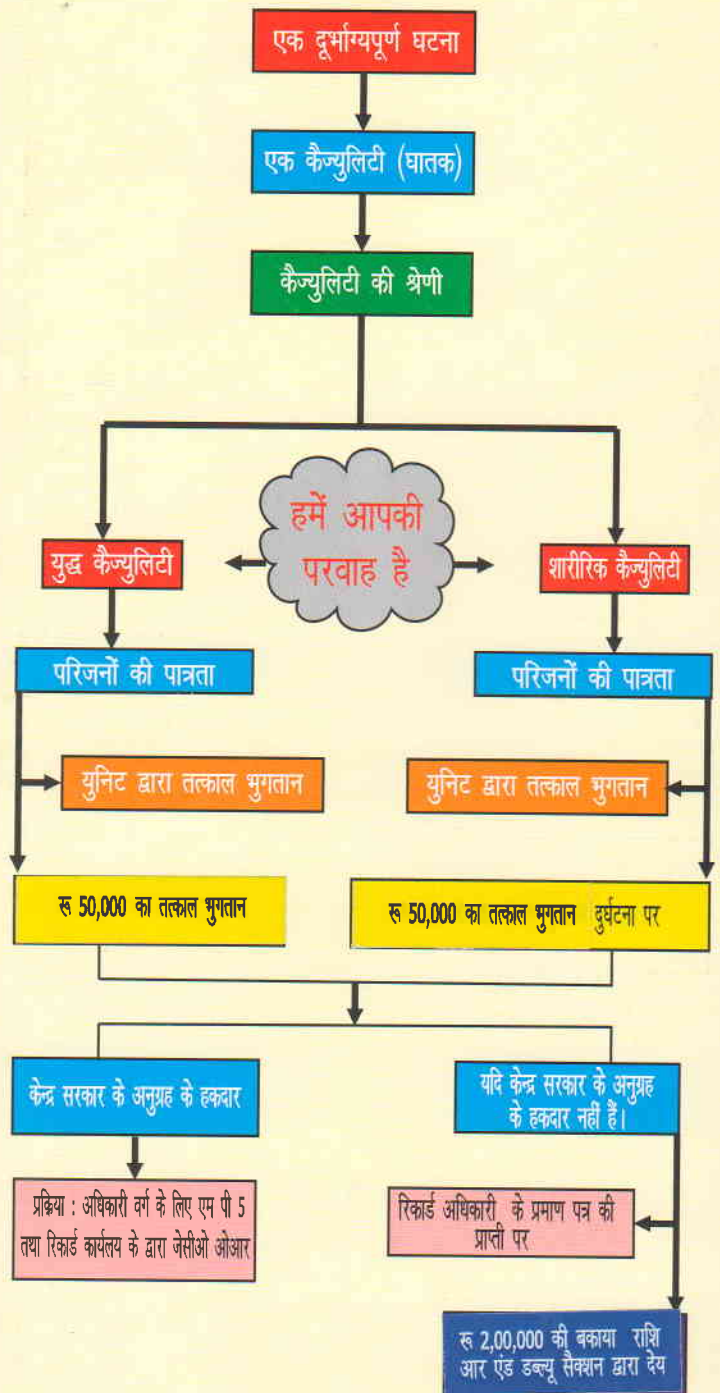 एक दूर्भाग्यपूर्ण घटना
एक कैज्युलिटी (घातक)
कैज्युलिटी की श्रेणी
हमें आपकी
परवाह है
युद्ध कैज्युलिटी
शारीरिक कैज्युलिटी
परिजनों की पात्रता
परिजनों की पात्रता
युनिट द्वारा तत्काल भुगतान
युनिट द्वारा तत्काल भुगतान
रू 50,000 का तत्काल भुगतान
रू 50,000 का तत्काल भुगतान दुर्घटना पर
केन्द्र सरकार के अनुग्रह के हकदार
यदि केन्द्र सरकार के अनुग्रह
के हकदार नहीं हैं।
प्रक्रिया : अधिकारी वर्ग के लिए एम पी 5
तथा रिकार्ड कार्यलय के द्वारा जेसीओ ओआर
रिकार्ड अधिकारी के प्रमाण पत्र की
प्राप्ती पर
रू 2,00,000 की बकाया राशि
आर एंड डब्ल्यू सैक्शन द्वारा देय